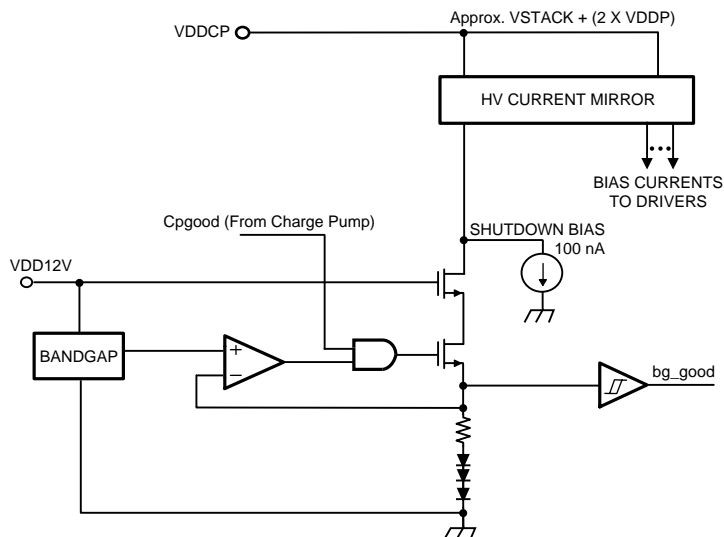 Approx. VSTACK + (2 X VDDP)
VDDCP
HV CURRENT MIRROR
BIAS CURRENTS
TO DRIVERS
Cpgood (From Charge Pump)
SHUTDOWN BIAS
100 nA
VDD12V
BANDGAP
+
−
bg_good